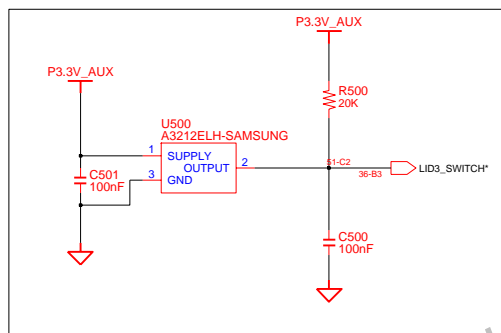 P3.3V_AUX
P3.3V_AUX
R500
20K
U500
A3212ELH-SAMSUNG
1 SUPPLY
OUTPUT 2
3 GND
C501
100nF
51-C2
36-B3
LID3_SWITCH*
C500
100nF